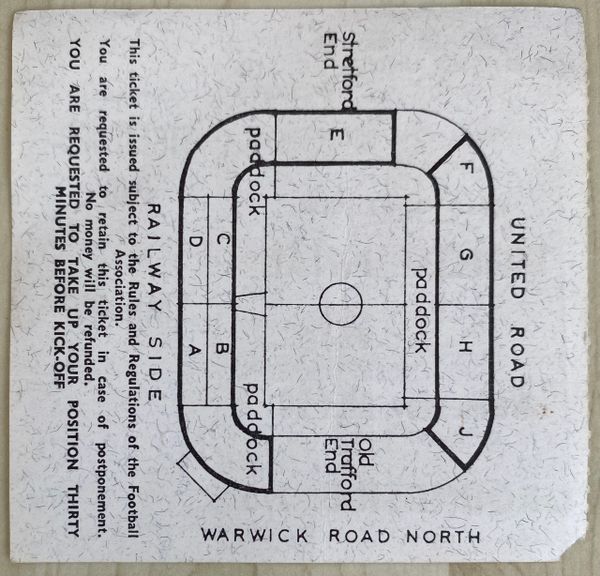 UNITED ROAD
F G H J
paddock
Stretford
End
E
Old
Trafford
End
WARWICK ROAD NORTH
paddock
paddock
C B
D A
RAILWAY SIDE
This ticket is issued subject to the Rules and Regulations of the Football
Association.
You are requested to retain this ticket in case of postponement.
No money will be refunded.
YOU ARE REQUESTED TO TAKE UP YOUR POSITION THIRTY
MINUTES BEFORE KICK-OFF